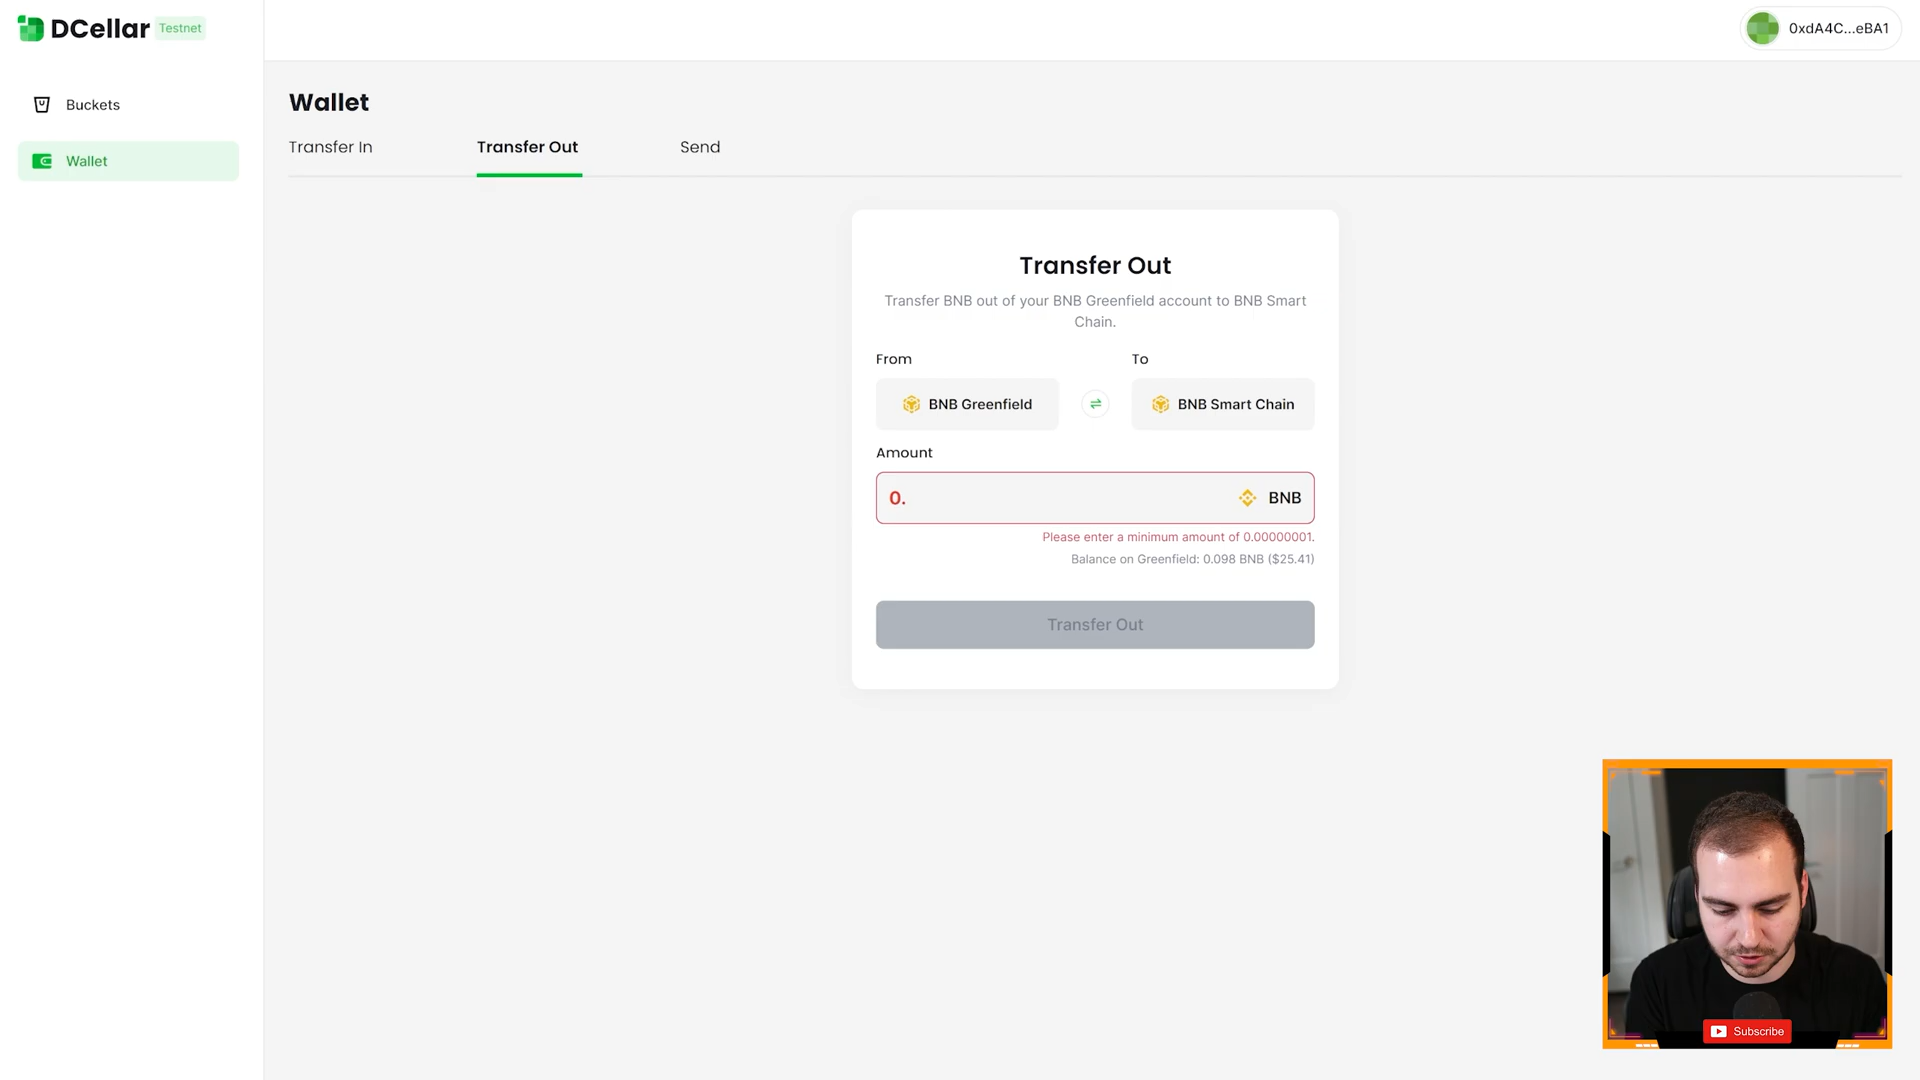 DCellar Testnet
0xdA4C...eBA1
Buckets
Wallet
Wallet
Transfer In
Transfer Out
Send
Transfer Out
Transfer BNB out of your BNB Greenfield account to BNB Smart
Chain.
From
To
BNB Greenfield
BNB Smart Chain
Amount
0.
BNB
Please enter a minimum amount of 0.00000001.
Balance on Greenfield: 0.098 BNB ($25.41)
Transfer Out
Subscribe